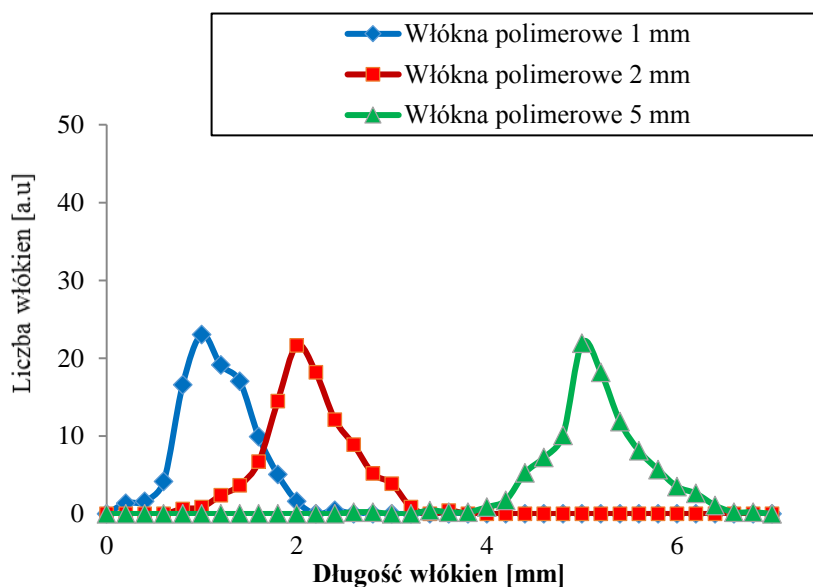 Włókna polimerowe 1 mm
Włókna polimerowe 2 mm
Włókna polimerowe 5 mm
50
40
30
20
10
0
0 2 4 6
Liczba włókien [a.u]
Długość włókien [mm]